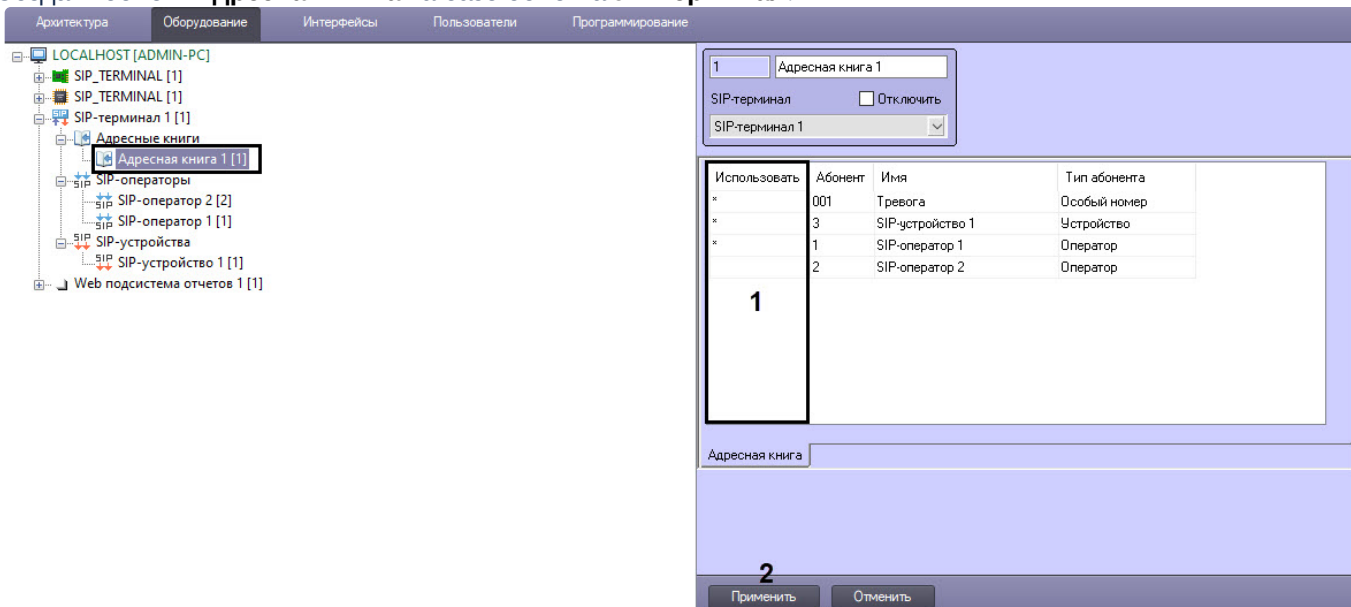 Архитектура Оборудование Интерфейсы Пользователи Программирование
LOCALHOST [ADMIN-PC]
SIP_TERMINAL [1]
SIP_TERMINAL [1]
SIP-терминал 1 [1]
Адресные книги
Адресная книга 1 [1]
SIP-операторы
SIP-оператор 2 [2]
SIP-оператор 1 [1]
SIP-устройства
SIP-устройство 1 [1]
Web подсистема отчетов 1 [1]
1 Адресная книга 1
SIP-терминал Отключить
SIP-терминал 1
Использовать Абонент Имя Тип абонента
* 001 Тревога Особый номер
* 3 SIP-устройство 1 Устройство
* 1 SIP-оператор 1 Оператор
2 SIP-оператор 2 Оператор
1
Адресная книга
2
Применить Отменить